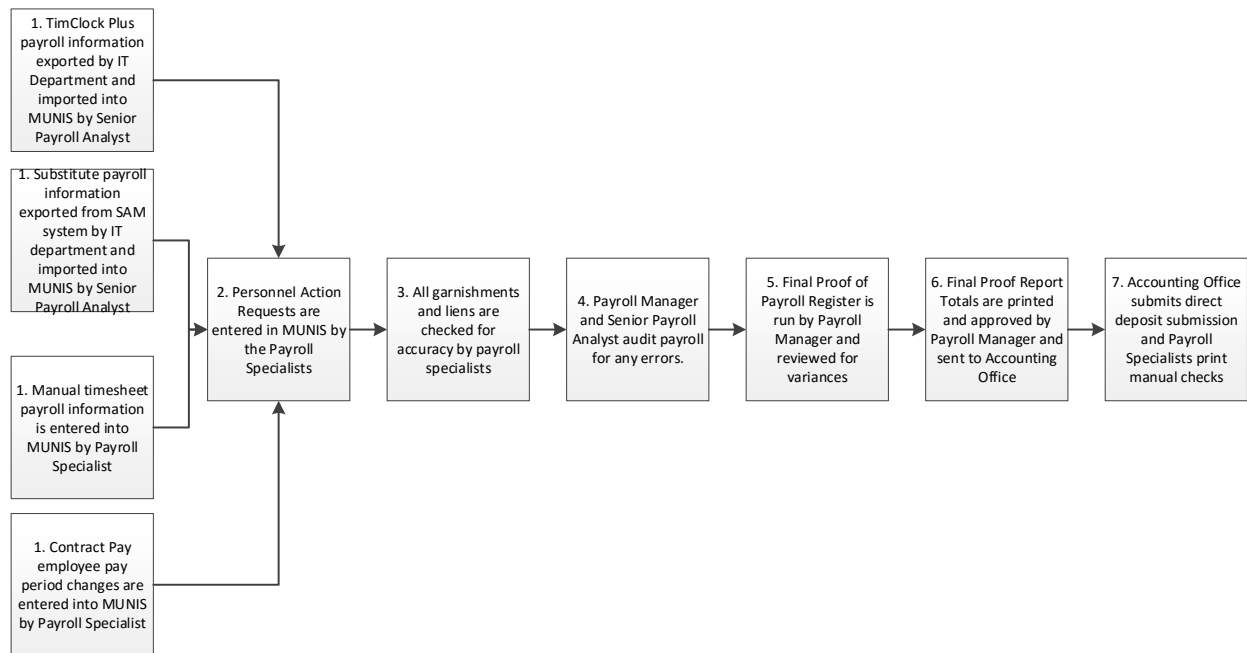 1. TimClock Plus
payroll information
exported by IT
Department and
imported into
MUNIS by Senior
Payroll Analyst
1. Substitute payroll
information
exported from SAM
system by IT
department and
imported into
MUNIS by Senior
Payroll Analyst
1. Manual timesheet
payroll information
is entered into
MUNIS by Payroll
Specialist
1. Contract Pay
employee pay
period changes are
entered into MUNIS
by Payroll Specialist
2. Personnel Action
Requests are
entered in MUNIS by
the Payroll
Specialists
3. All garnishments
and liens are
checked for
accuracy by payroll
specialists
4. Payroll Manager
and Senior Payroll
Analyst audit payroll
for any errors.
5. Final Proof of
Payroll Register is
run by Payroll
Manager and
reviewed for
variances
6. Final Proof Report
Totals are printed
and approved by
Payroll Manager and
sent to Accounting
Office
7. Accounting Office
submits direct
deposit submission
and Payroll
Specialists print
manual checks